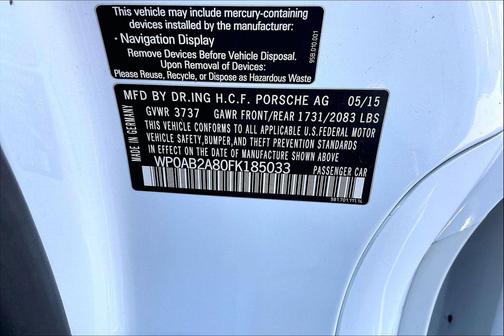 This vehicle may include mercury-containing
devices installed by the manufacturer:
• Navigation Display
Remove Devices Before Vehicle Disposal.
Upon Removal of Devices:
Please Reuse, Recycle, or Dispose as Hazardous Waste
95B.010.001
MFD BY DR.ING H.C.F. PORSCHE AG 05/15
GVWR 3737 GAWR FRONT/REAR 1731/2083 LBS
THIS VEHICLE CONFORMS TO ALL APPLICABLE U.S.FEDERAL MOTOR
VEHICLE SAFETY,BUMPER,AND THEFT PREVENTION STANDARDS
IN EFFECT ON THE DATE OF MANUFACTURE SHOWN ABOVE
WP0AB2A80FK185033 PASSENGER CAR
MADE IN GERMANY